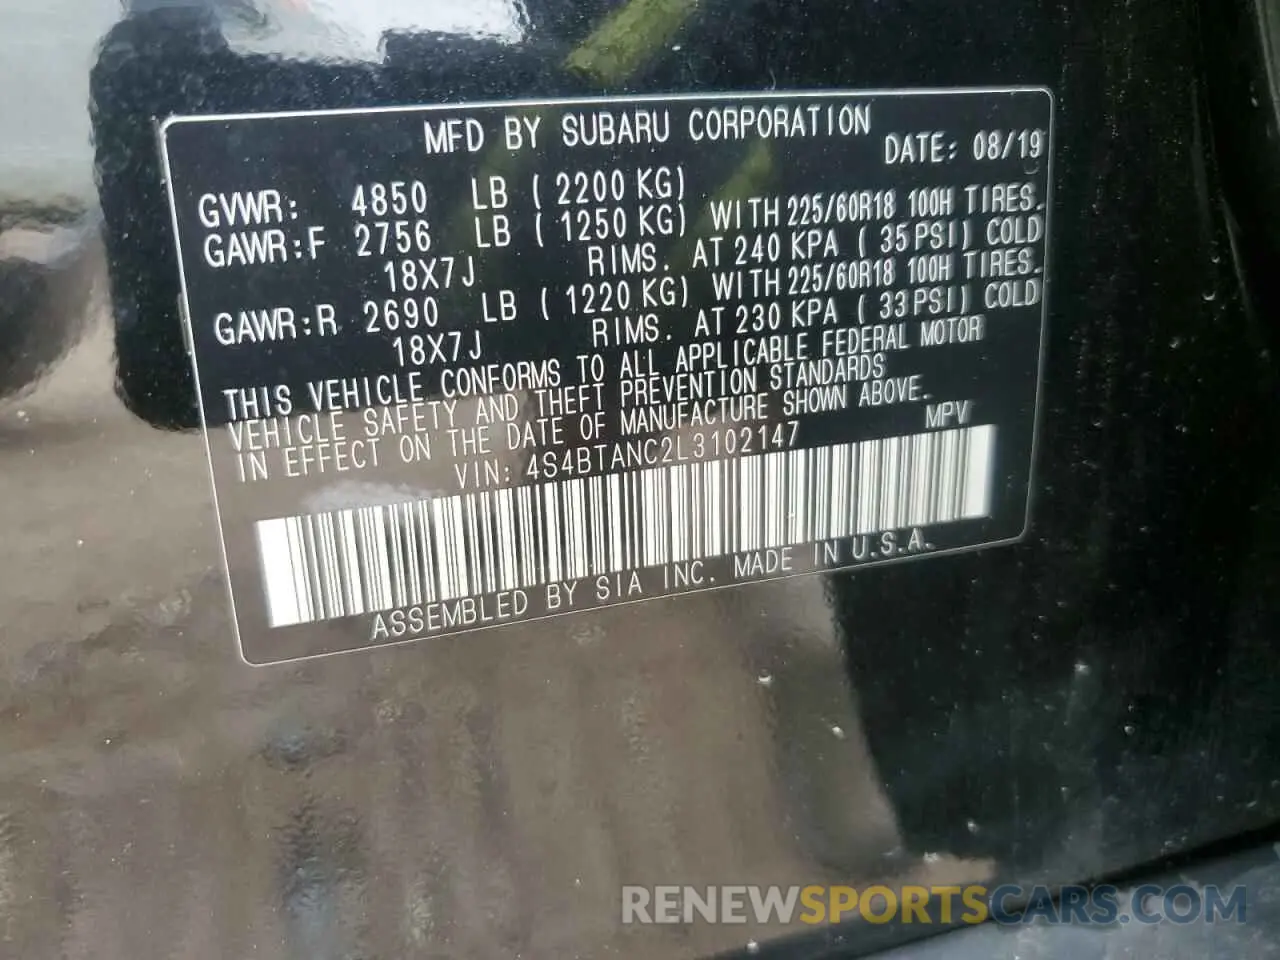 MFD BY SUBARU CORPORATION
DATE: 08/19
GVWR: 4850 LB ( 2200 KG)
GAWR:F 2756 LB ( 1250 KG) WITH 225/60R18 100H TIRES.
18X7J RIMS. AT 240 KPA ( 35 PSI) COLD
GAWR:R 2690 LB ( 1220 KG) WITH 225/60R18 100H TIRES.
18X7J RIMS. AT 230 KPA ( 33 PSI) COLD
THIS VEHICLE CONFORMS TO ALL APPLICABLE FEDERAL MOTOR
VEHICLE SAFETY AND THEFT PREVENTION STANDARDS
IN EFFECT ON THE DATE OF MANUFACTURE SHOWN ABOVE.
VIN: 4S4BTANC2L3102147 MPV
ASSEMBLED BY SIA INC. MADE IN U.S.A.
RENEWSPORTSCARS.COM